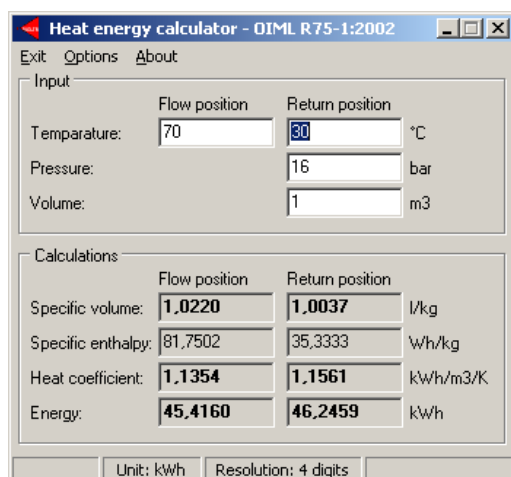 Heat energy calculator - OIML R75-1:2002
Exit Options About
Input
Flow position Return position
Temparature: 70 30 °C
Pressure: 16 bar
Volume: 1 m3
Calculations
Flow position Return position
Specific volume: 1,0220 1,0037 l/kg
Specific enthalpy: 81,7502 35,3333 Wh/kg
Heat coefficient: 1,1354 1,1561 kWh/m3/K
Energy: 45,4160 46,2459 kWh
Unit: kWh Resolution: 4 digits